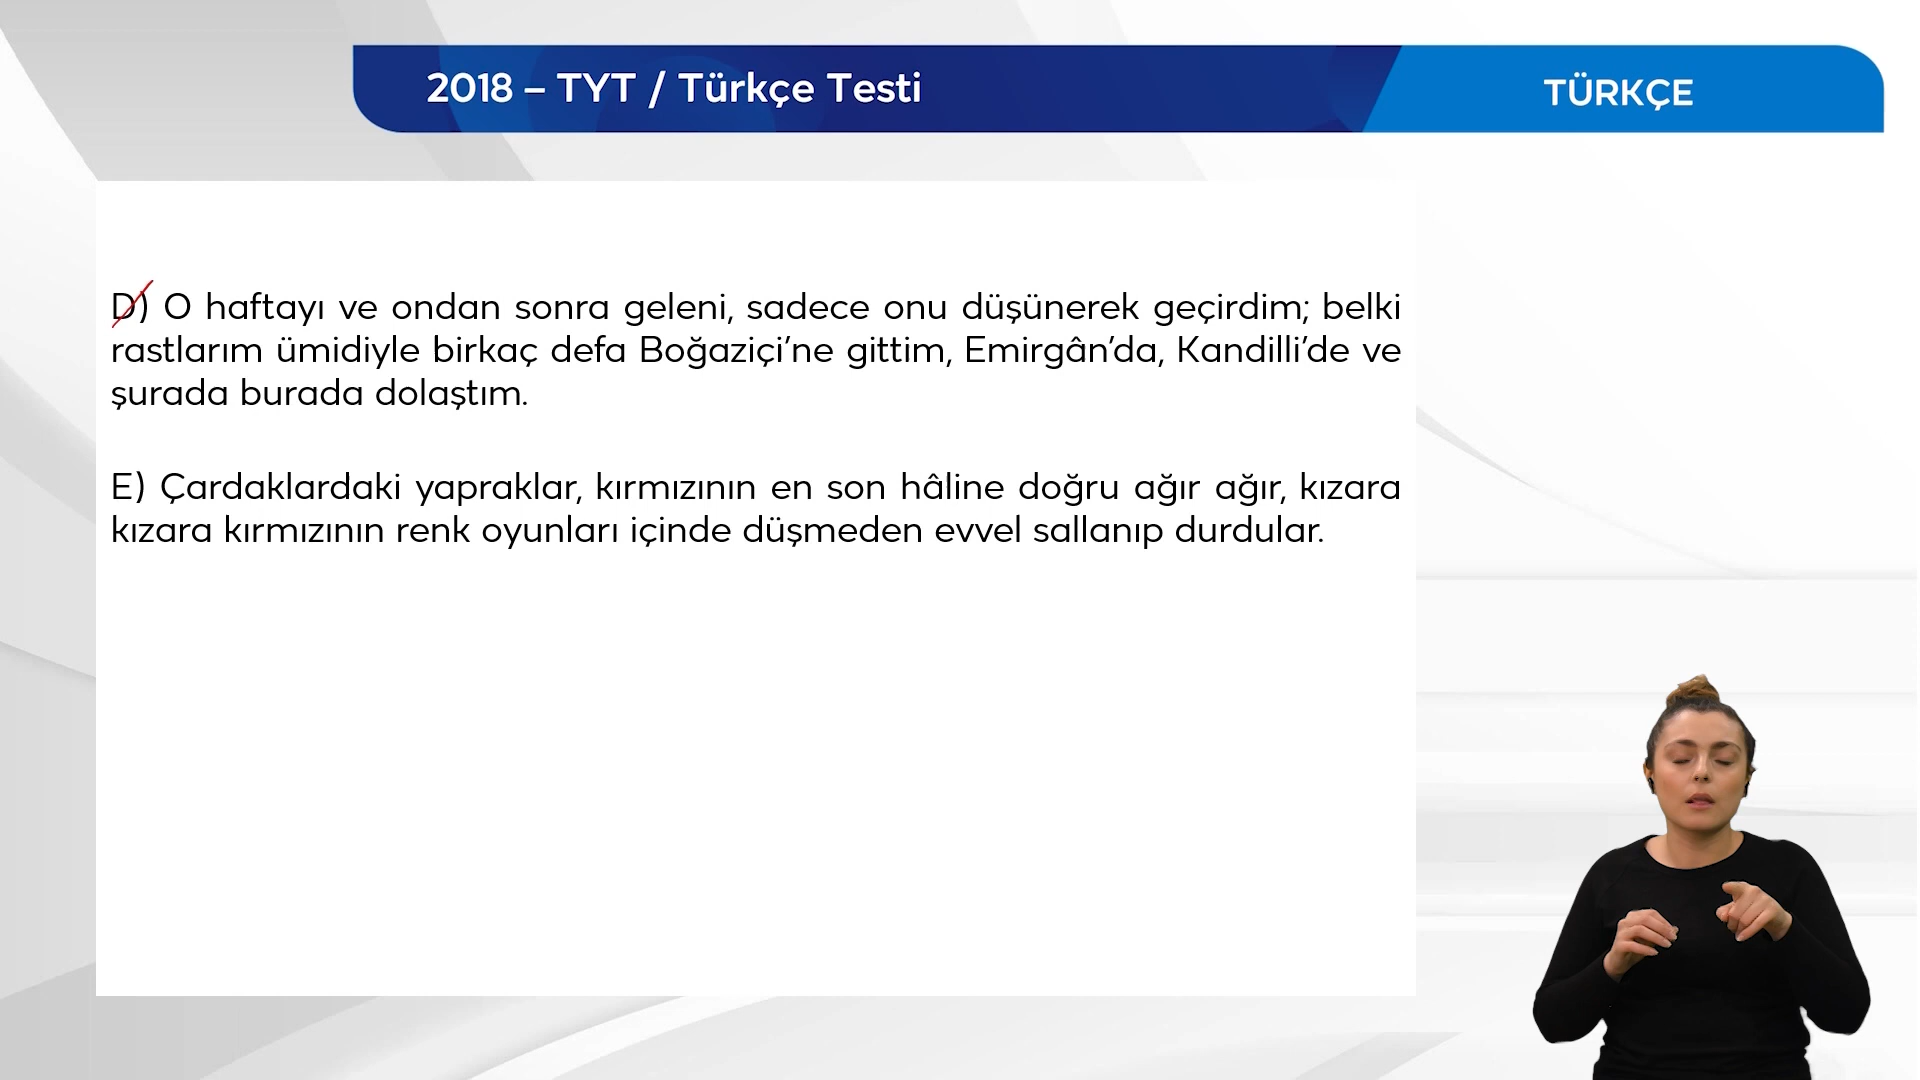 2018 – TYT / Türkçe Testi
TÜRKÇE
D) O haftayı ve ondan sonra geleni, sadece onu düşünerek geçirdim; belki
rastlarım ümidiyle birkaç defa Boğaziçi’ne gittim, Emirgân’da, Kandilli’de ve
şurada burada dolaştım.
E) Çardaklardaki yapraklar, kırmızının en son hâline doğru ağır ağır, kızara
kızara kırmızının renk oyunları içinde düşmeden evvel sallanıp durdular.